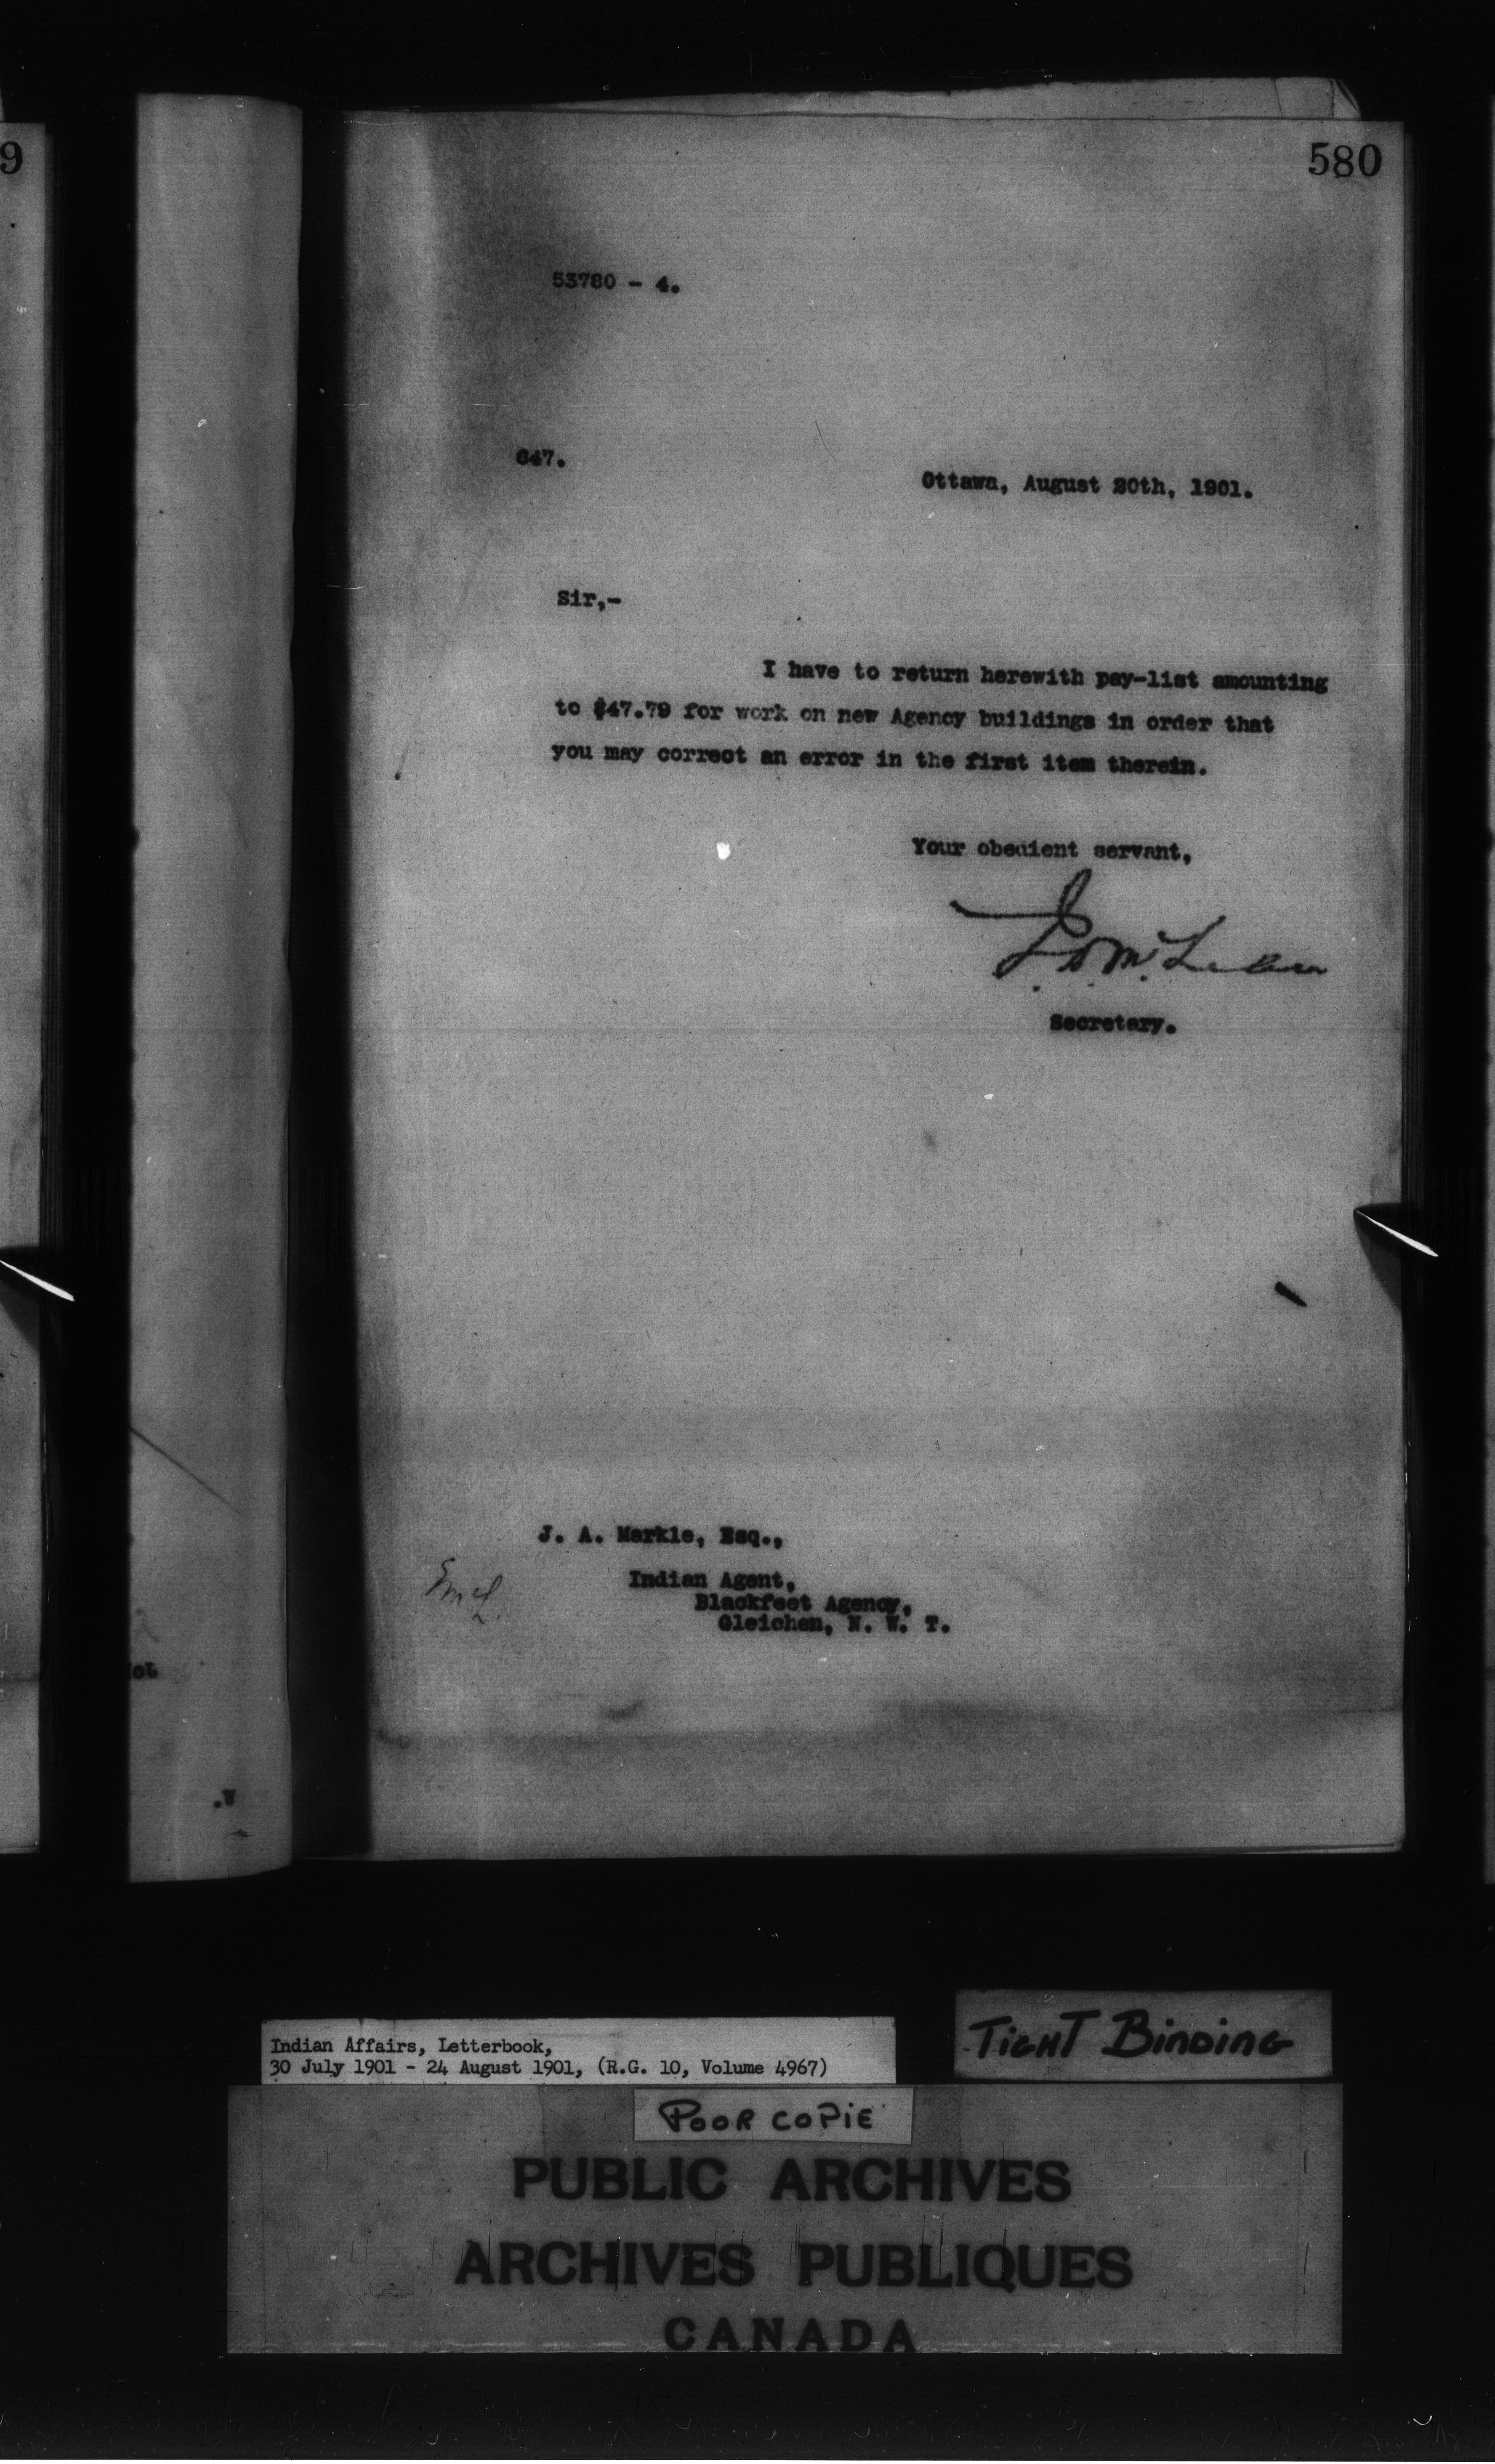 9
580
53780 - 4.
647.
Ottawa, August 20th, 1901.
Sir,-
I have to return herewith pay-list amounting
to $47.79 for work on new Agency buildings in order that
you may correct an error in the first item therein.
Your obedient servant,
J. D. McLean
Secretary.
J. A. Markle, Esq.,
Indian Agent,
Blackfeet Agency,
Gleichen, N. W. T.
Indian Affairs, Letterbook,
30 July 1901 - 24 August 1901, (R.G. 10, Volume 4967)
TIGHT BINDING
POOR COPIE
PUBLIC ARCHIVES
ARCHIVES PUBLIQUES
CANADA